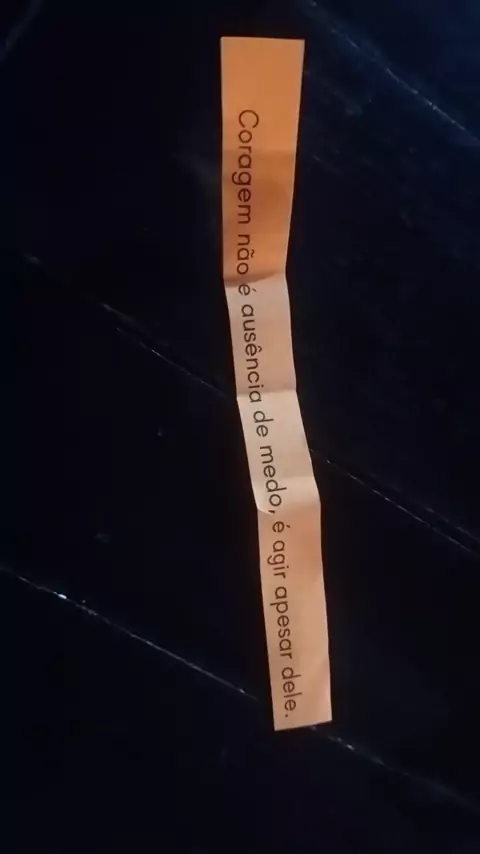 Coragem não é ausência de medo, é agir apesar dele.